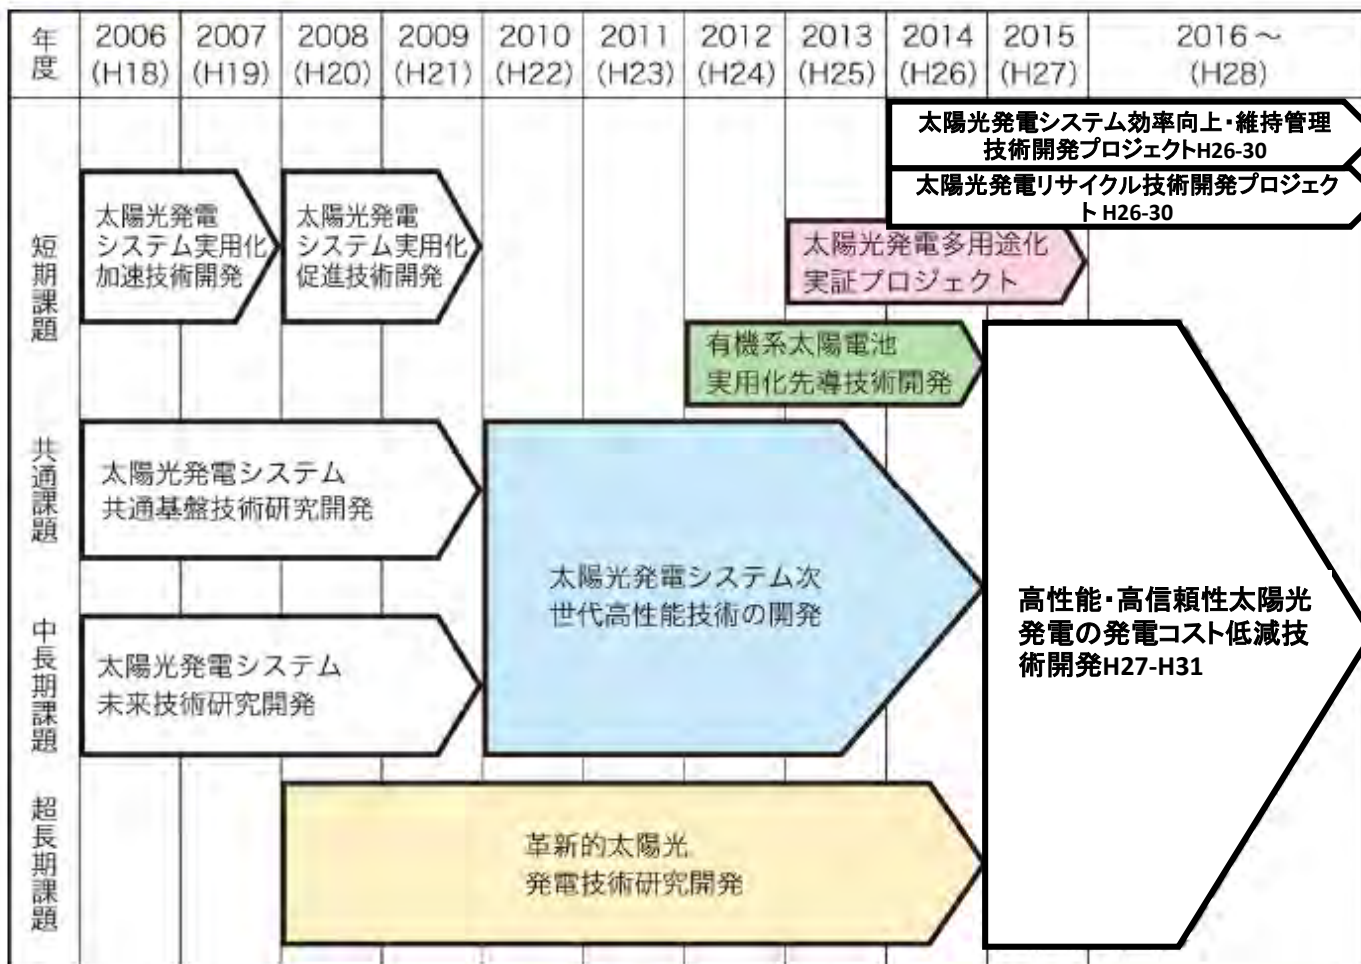 年度
2006 2007 2008 2009 2010 2011 2012 2013 2014 2015 2016～
(H18) (H19) (H20) (H21) (H22) (H23) (H24) (H25) (H26) (H27) (H28)
太陽光発電システム効率向上・維持管理
技術開発プロジェクトH26-30
太陽光発電リサイクル技術開発プロジェク
トH26-30
短期課題
太陽光発電
システム実用化
加速技術開発
太陽光発電
システム実用化
促進技術開発
太陽光発電多用途化
実証プロジェクト
有機系太陽電池
実用化先導技術開発
共通課題
太陽光発電システム
共通基盤技術研究開発
太陽光発電システム次
世代高性能技術の開発
高性能・高信頼性太陽光
発電の発電コスト低減技
術開発H27-H31
中長期課題
太陽光発電システム
未来技術研究開発
超長期課題
革新的太陽光
発電技術研究開発